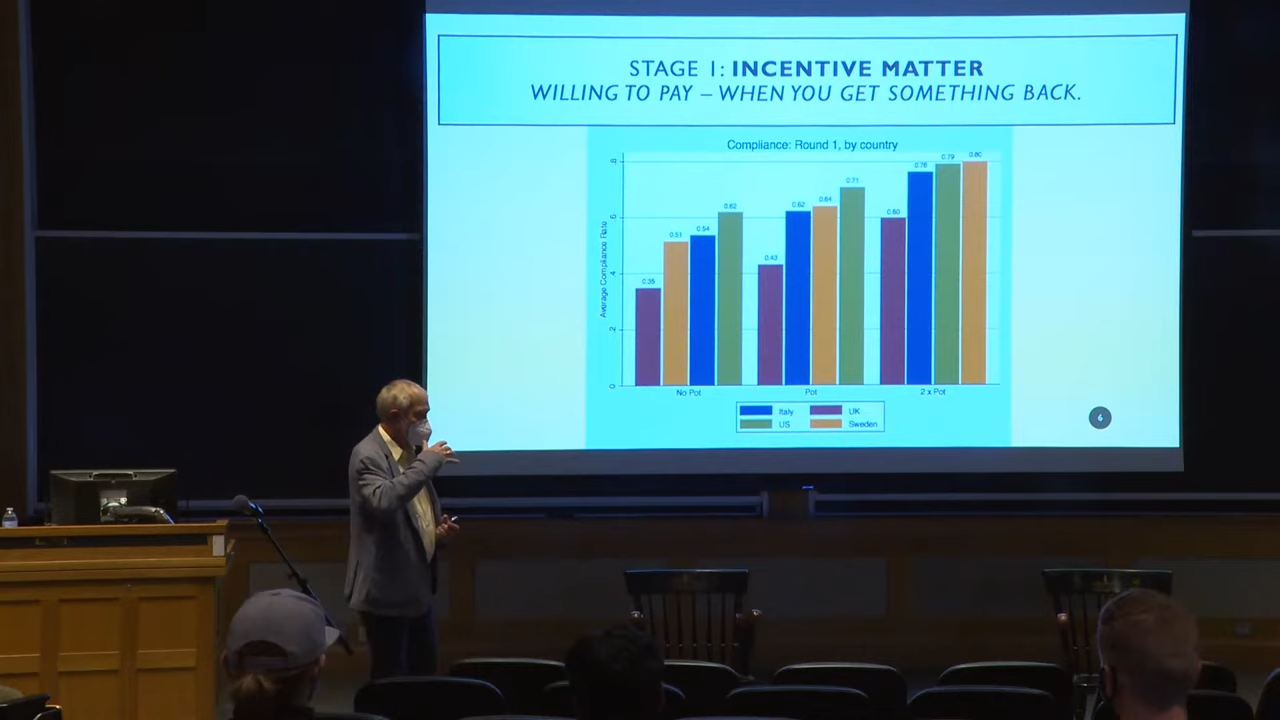 STAGE 1: INCENTIVE MATTER
WILLING TO PAY – WHEN YOU GET SOMETHING BACK.
Compliance: Round 1, by country
Average Compliance Rate
.8
.6
.4
.2
0
0.35
0.51
0.54
0.62
0.43
0.62
0.64
0.71
0.60
0.76
0.79
0.80
No Pot
Pot
2 x Pot
Italy
UK
US
Sweden
6